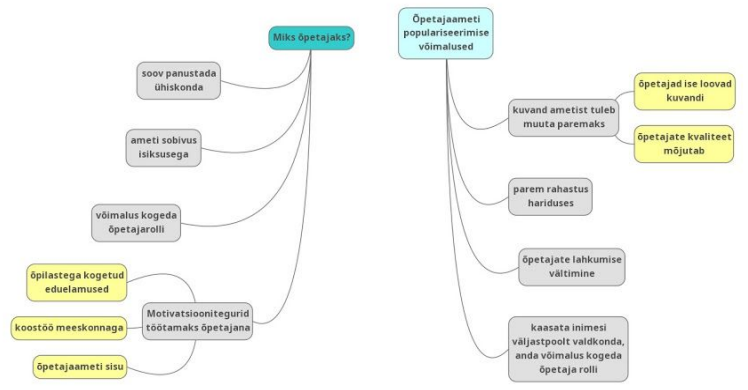 Miks õpetajaks?
soov panustada
ühiskonda
ameti sobivus
isiksusega
võimalus kogeda
õpetajarolli
Motivatsioonitegurid
töötamaks õpetajana
õpilastega kogetud
eduelamused
koostöö meeskonnaga
õpetajaameti sisu
Õpetajaameti
populariseerimise
võimalused
kuvand ametist tuleb
muuta paremaks
õpetajad ise loovad
kuvandi
õpetajate kvaliteet
mõjutab
parem rahastus
hariduses
õpetajate lahkumise
vältimine
kaasata inimesi
väljastpoolt valdkonda,
anda võimalus kogeda
õpetaja rolli